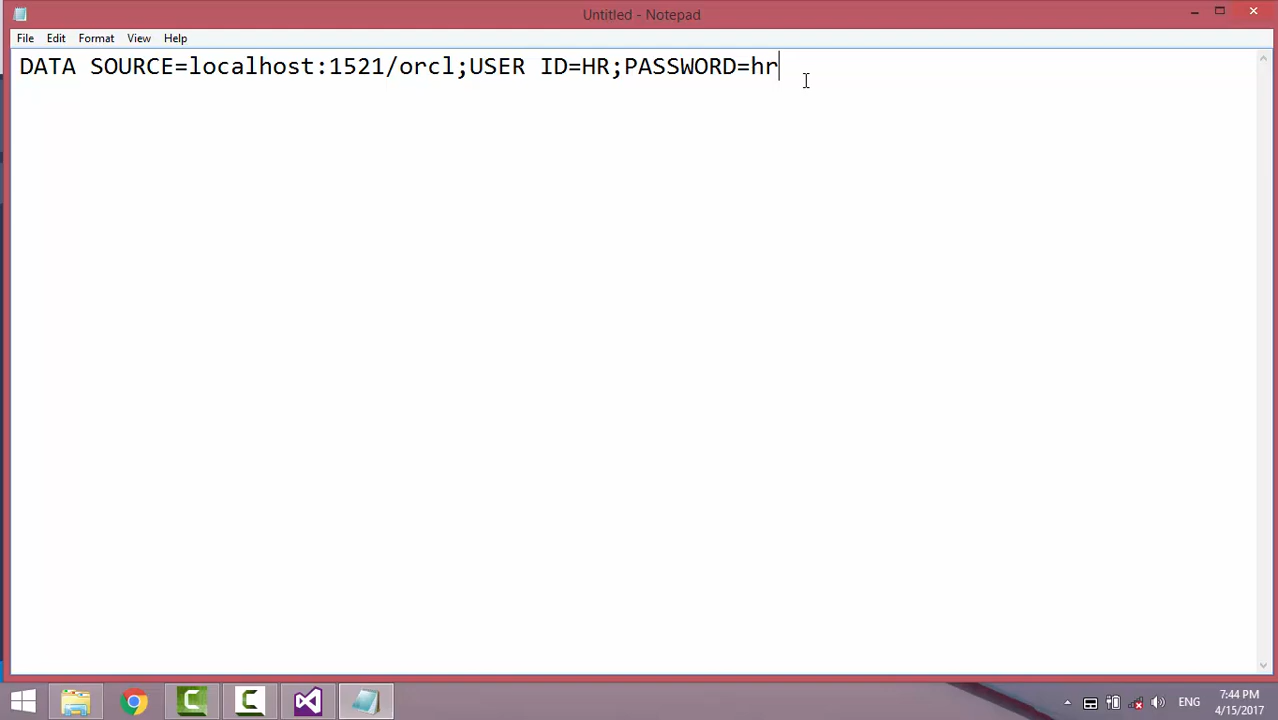 Untitled - Notepad
File Edit Format View Help
DATA SOURCE=localhost:1521/orcl;USER ID=HR;PASSWORD=hr
ENG
7:44 PM
4/15/2017